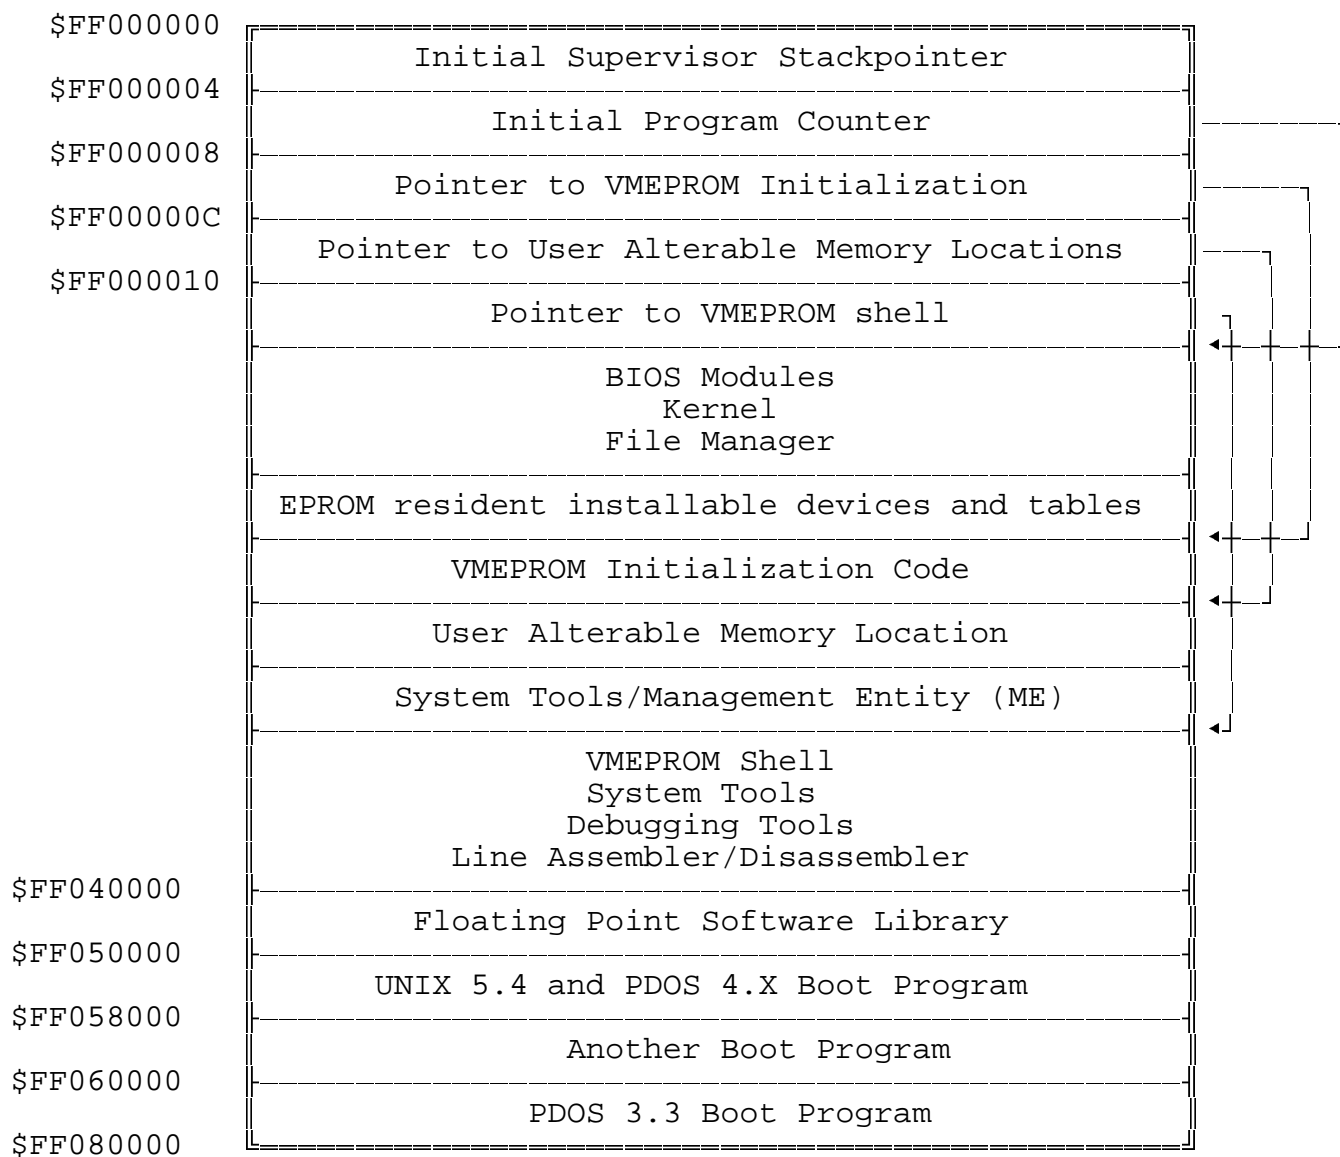 $FF000000
Initial Supervisor Stackpointer
$FF000004
Initial Program Counter
$FF000008
Pointer to VMEPROM Initialization
$FF00000C
Pointer to User Alterable Memory Locations
$FF000010
Pointer to VMEPROM shell
BIOS Modules
Kernel
File Manager
EPROM resident installable devices and tables
VMEPROM Initialization Code
User Alterable Memory Location
System Tools/Management Entity (ME)
VMEPROM Shell
System Tools
Debugging Tools
Line Assembler/Disassembler
$FF040000
Floating Point Software Library
$FF050000
UNIX 5.4 and PDOS 4.X Boot Program
$FF058000
Another Boot Program
$FF060000
PDOS 3.3 Boot Program
$FF080000